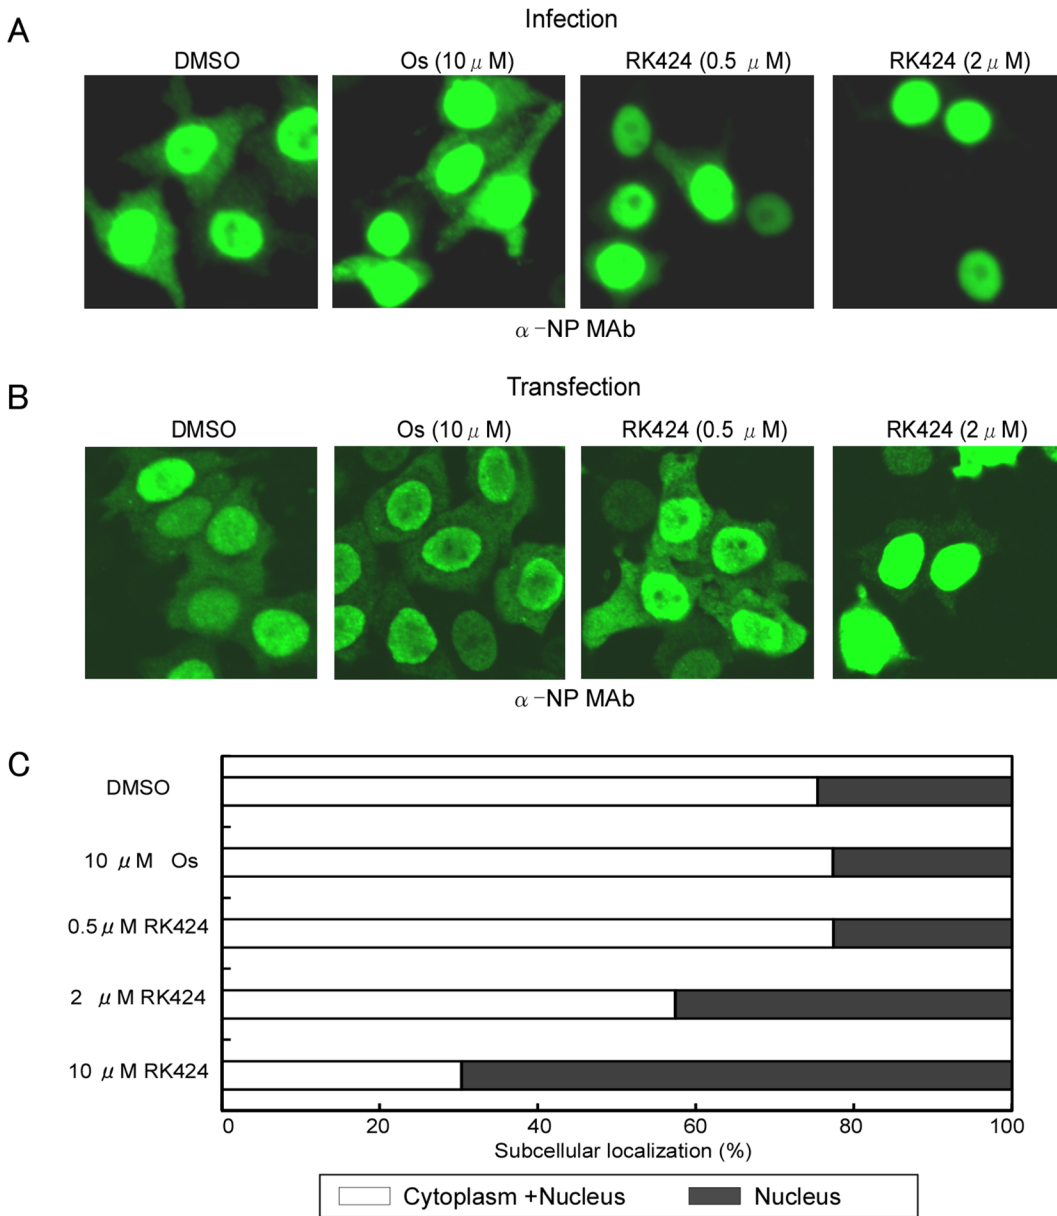 A
Infection
DMSO
Os (10 μ M)
RK424 (0.5 μ M)
RK424 (2 μ M)
α-NP MAb
B
Transfection
DMSO
Os (10 μ M)
RK424 (0.5 μ M)
RK424 (2 μ M)
α-NP MAb
C
DMSO
10 μ M Os
0.5 μ M RK424
2 μ M RK424
10 μ M RK424
0 20 40 60 80 100
Subcellular localization (%)
Cytoplasm +Nucleus Nucleus